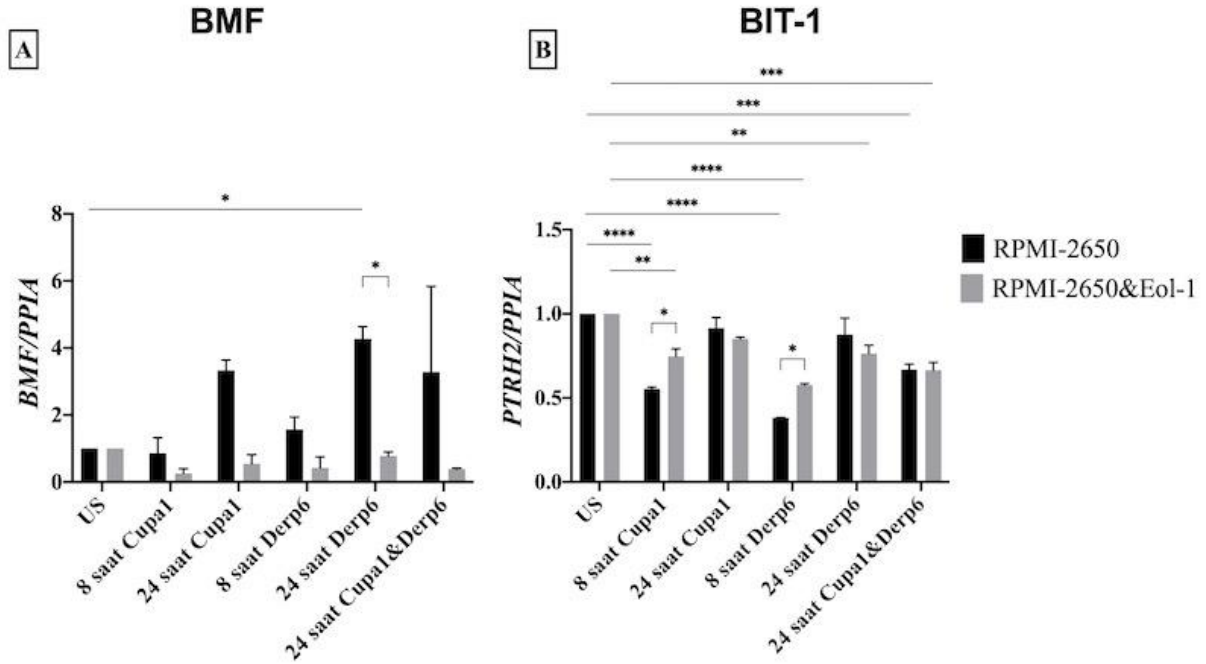 BMF
A
*
*
8
6
4
2
0
BMF/PPIA
US
8 saat Cupa1
24 saat Cupa1
8 saat Derp6
24 saat Derp6
24 saat Cupa1&Derp6
BIT-1
B
***
***
**
****
****
****
**
*
*
1.5
1.0
0.5
0.0
PTRH2/PPIA
US
8 saat Cupa1
24 saat Cupa1
8 saat Derp6
24 saat Derp6
24 saat Cupa1&Derp6
RPMI-2650
RPMI-2650&Eol-1